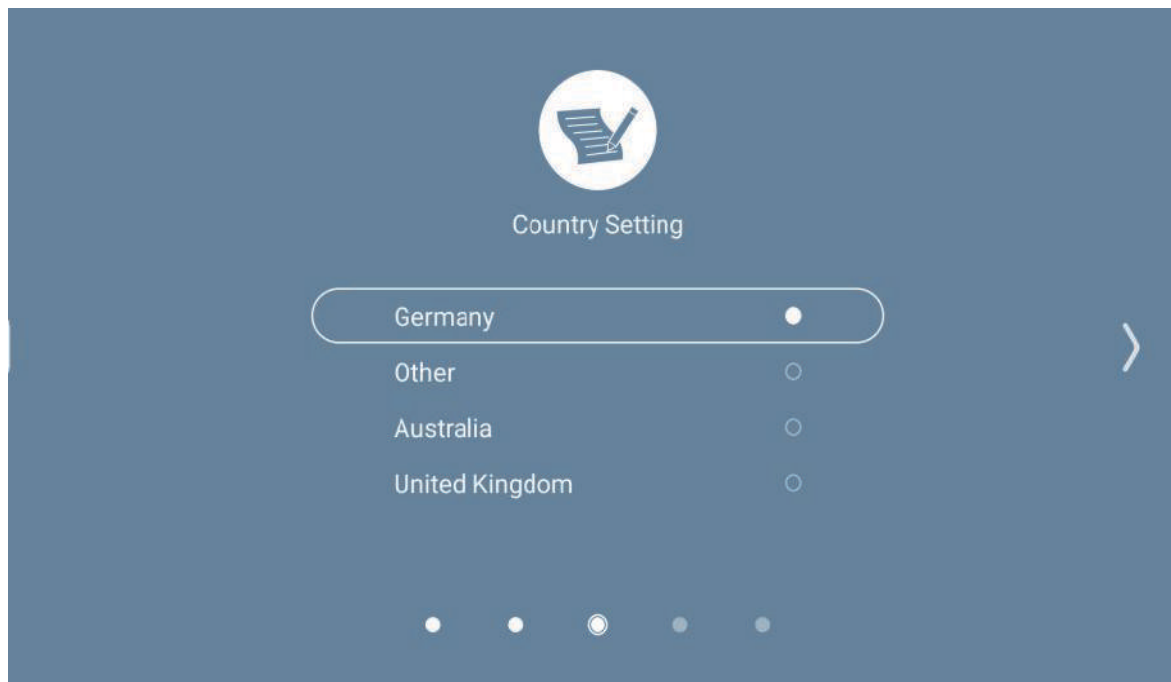 Country Setting
Germany
Other
Australia
United Kingdom